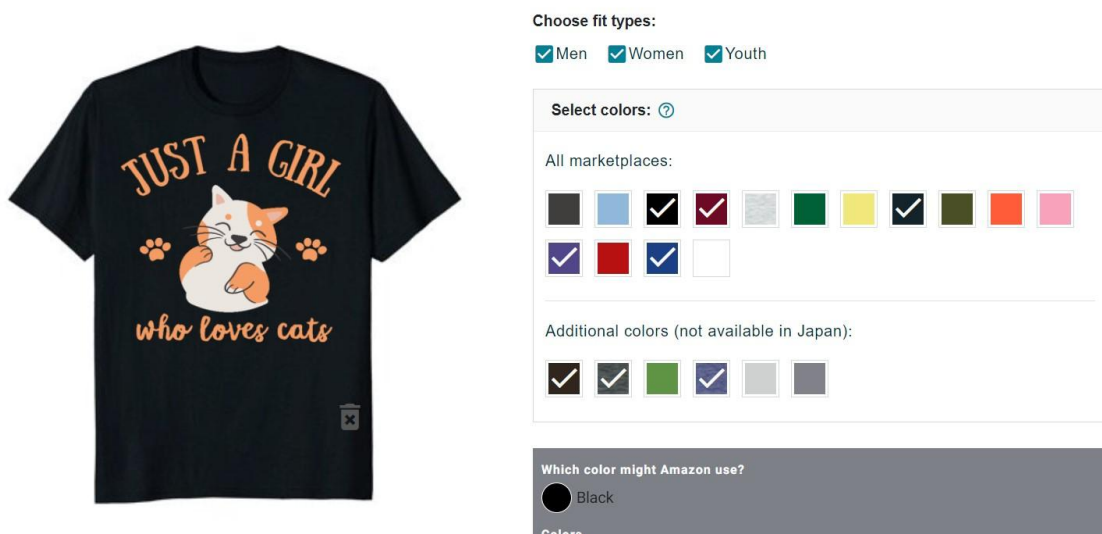 JUST A GIRL
who loves cats
Choose fit types:
Men Women Youth
Select colors: ?
All marketplaces:
Additional colors (not available in Japan):
Which color might Amazon use?
Black
Colors